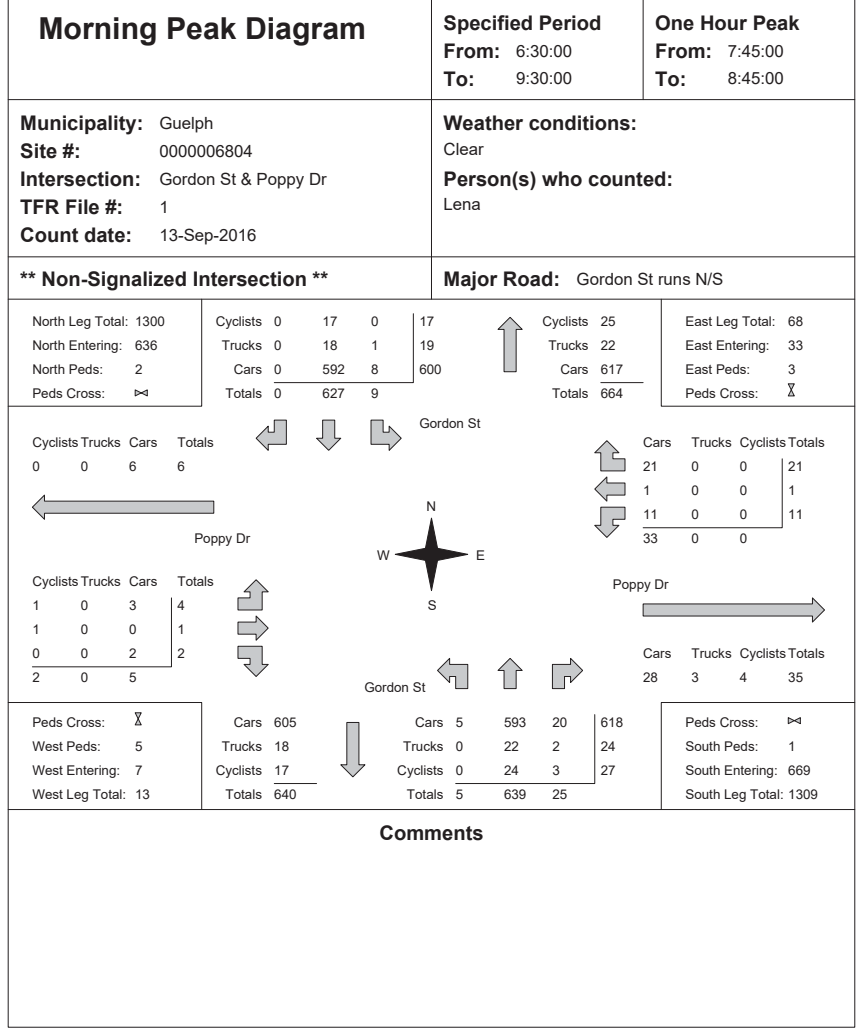 Morning Peak Diagram
Specified Period
From: 6:30:00
To: 9:30:00
One Hour Peak
From: 7:45:00
To: 8:45:00
Municipality: Guelph
Site #: 0000006804
Intersection: Gordon St & Poppy Dr
TFR File #: 1
Count date: 13-Sep-2016
Weather conditions:
Clear
Person(s) who counted:
Lena
** Non-Signalized Intersection **
Major Road: Gordon St runs N/S
North Leg Total: 1300
North Entering: 636
North Peds: 2
Peds Cross:
Cyclists 0 17 0 17
Trucks 0 18 1 19
Cars 0 592 8 600
Totals 0 627 9
Cyclists 25
Trucks 22
Cars 617
Totals 664
East Leg Total: 68
East Entering: 33
East Peds: 3
Peds Cross:
Gordon St
Cyclists Trucks Cars Totals
0 0 6 6
Cars Trucks Cyclists Totals
21 0 0 21
1 0 0 1
11 0 0 11
33 0 0
Poppy Dr
N
W E
S
Cyclists Trucks Cars Totals
1 0 3 4
1 0 0 1
0 0 2 2
2 0 5
Poppy Dr
Cars Trucks Cyclists Totals
28 3 4 35
Gordon St
Peds Cross:
West Peds: 5
West Entering: 7
West Leg Total: 13
Cars 605
Trucks 18
Cyclists 17
Totals 640
Cars 5 593 20 618
Trucks 0 22 2 24
Cyclists 0 24 3 27
Totals 5 639 25
Peds Cross:
South Peds: 1
South Entering: 669
South Leg Total: 1309
Comments